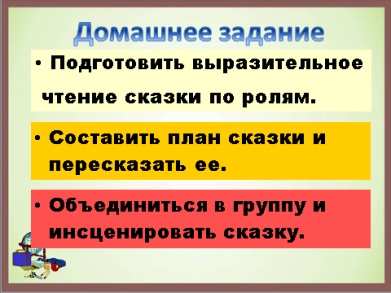 Домашнее задание
• Подготовить выразительное
чтение сказки по ролям.
• Составить план сказки и
пересказать ее.
• Объединиться в группу и
инсценировать сказку.